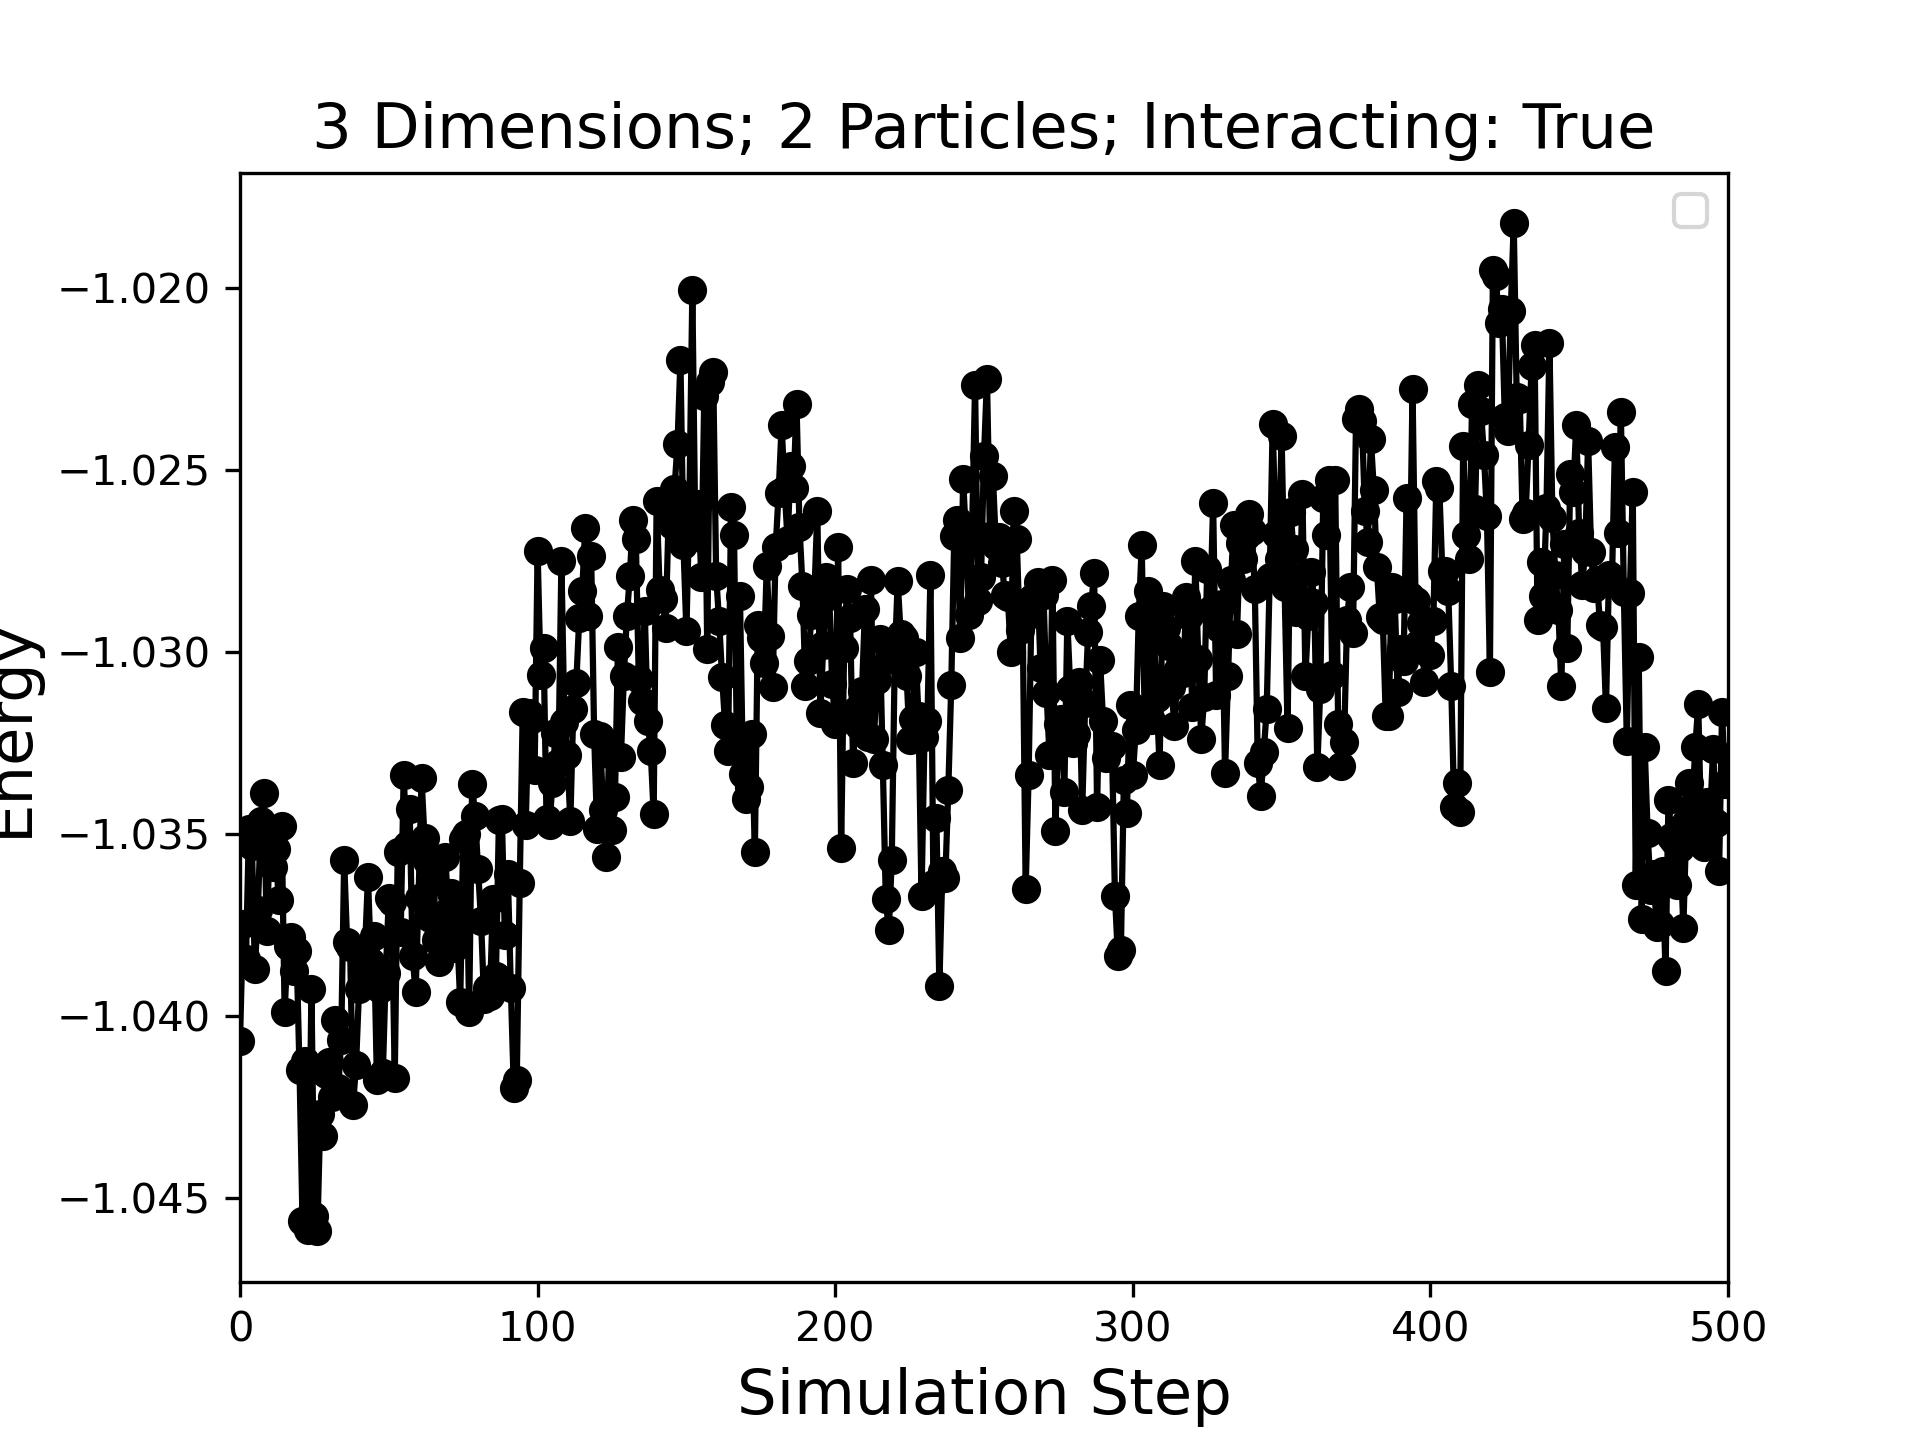 3 Dimensions; 2 Particles; Interacting: True
Energy
−1.020
−1.025
−1.030
−1.035
−1.040
−1.045
0 100 200 300 400 500
Simulation Step